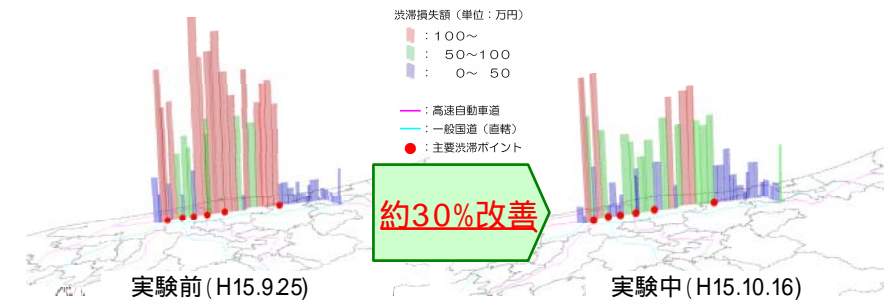 渋滞損失額（単位：万円）
：１００～
：　５０～１００
：　　０～　５０
：高速自動車道
：一般国道（直轄）
：主要渋滞ポイント
約30%改善
実験前(H15.9.25)
実験中(H15.10.16)